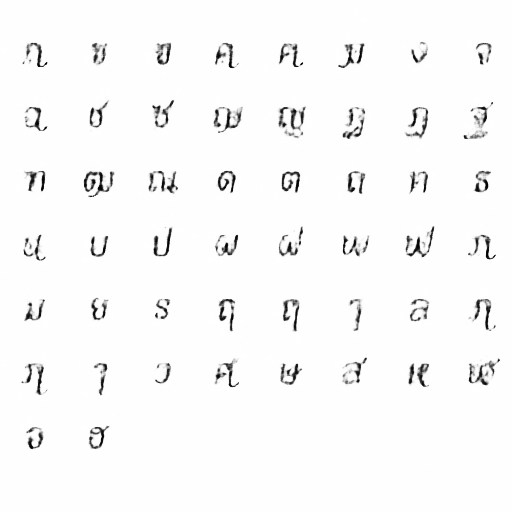 ก ข ฃ ค ฅ ฆ ง จ
ฉ ช ซ ฌ ญ ฎ ฏ ฐ
ฑ ฒ ณ ด ต ถ ท ธ
น บ ป ผ ฝ พ ฟ ภ
ม ย ร ฤ ฤ ๅ ล ฦ
ฦ ๅ ว ศ ษ ส ห ฬ
อ ฮ